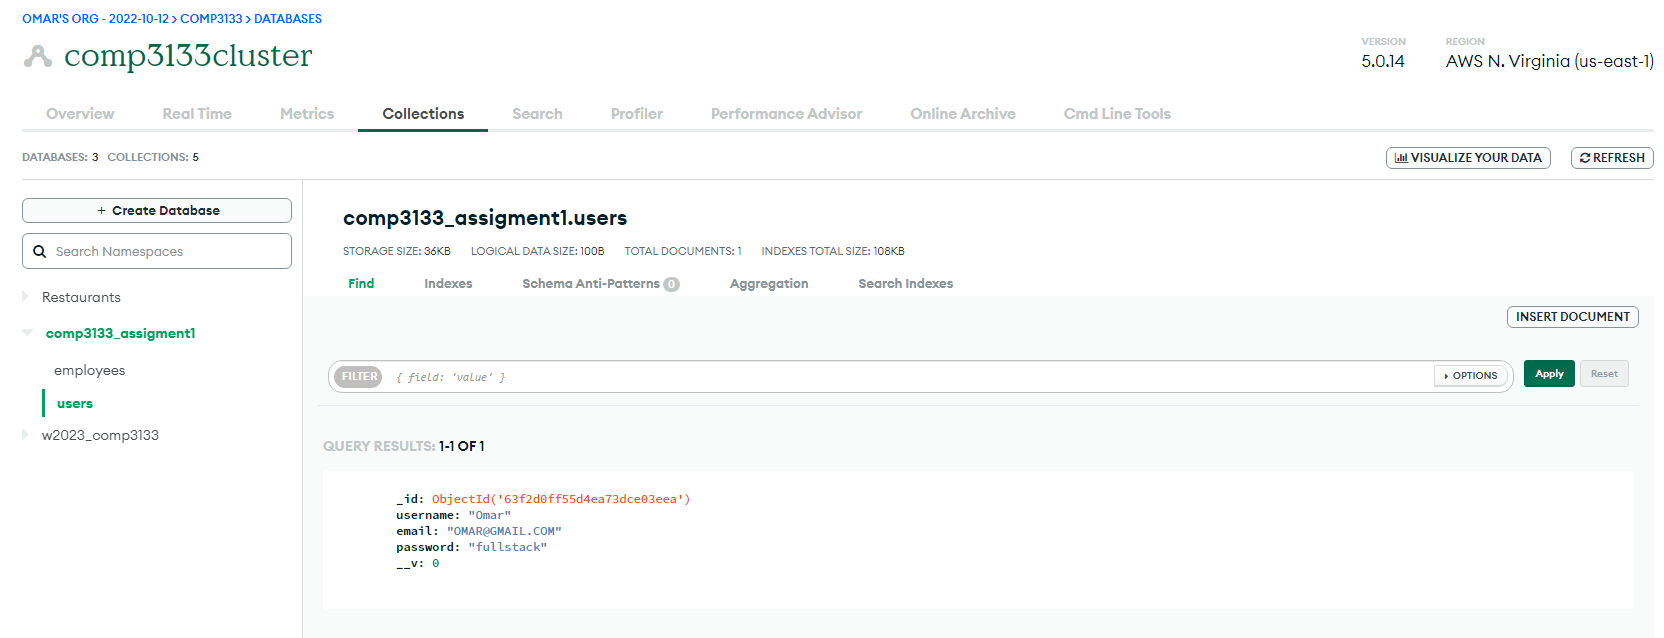 OMAR'S ORG - 2022-10-12 > COMP3133 > DATABASES
comp3133cluster
VERSION
5.0.14
REGION
AWS N. Virginia (us-east-1)
Overview Real Time Metrics Collections Search Profiler Performance Advisor Online Archive Cmd Line Tools
DATABASES: 3 COLLECTIONS: 5
VISUALIZE YOUR DATA
REFRESH
+ Create Database
Search Namespaces
Restaurants
comp3133_assigment1
employees
users
w2023_comp3133
comp3133_assigment1.users
STORAGE SIZE: 36KB LOGICAL DATA SIZE: 100B TOTAL DOCUMENTS: 1 INDEXES TOTAL SIZE: 108KB
Find Indexes Schema Anti-Patterns 0 Aggregation Search Indexes
INSERT DOCUMENT
FILTER { field: 'value' } OPTIONS Apply Reset
QUERY RESULTS: 1-1 OF 1
_id: ObjectId('63f2d0ff55d4ea73dce03eea')
username: "Omar"
email: "OMAR@GMAIL.COM"
password: "fullstack"
__v: 0